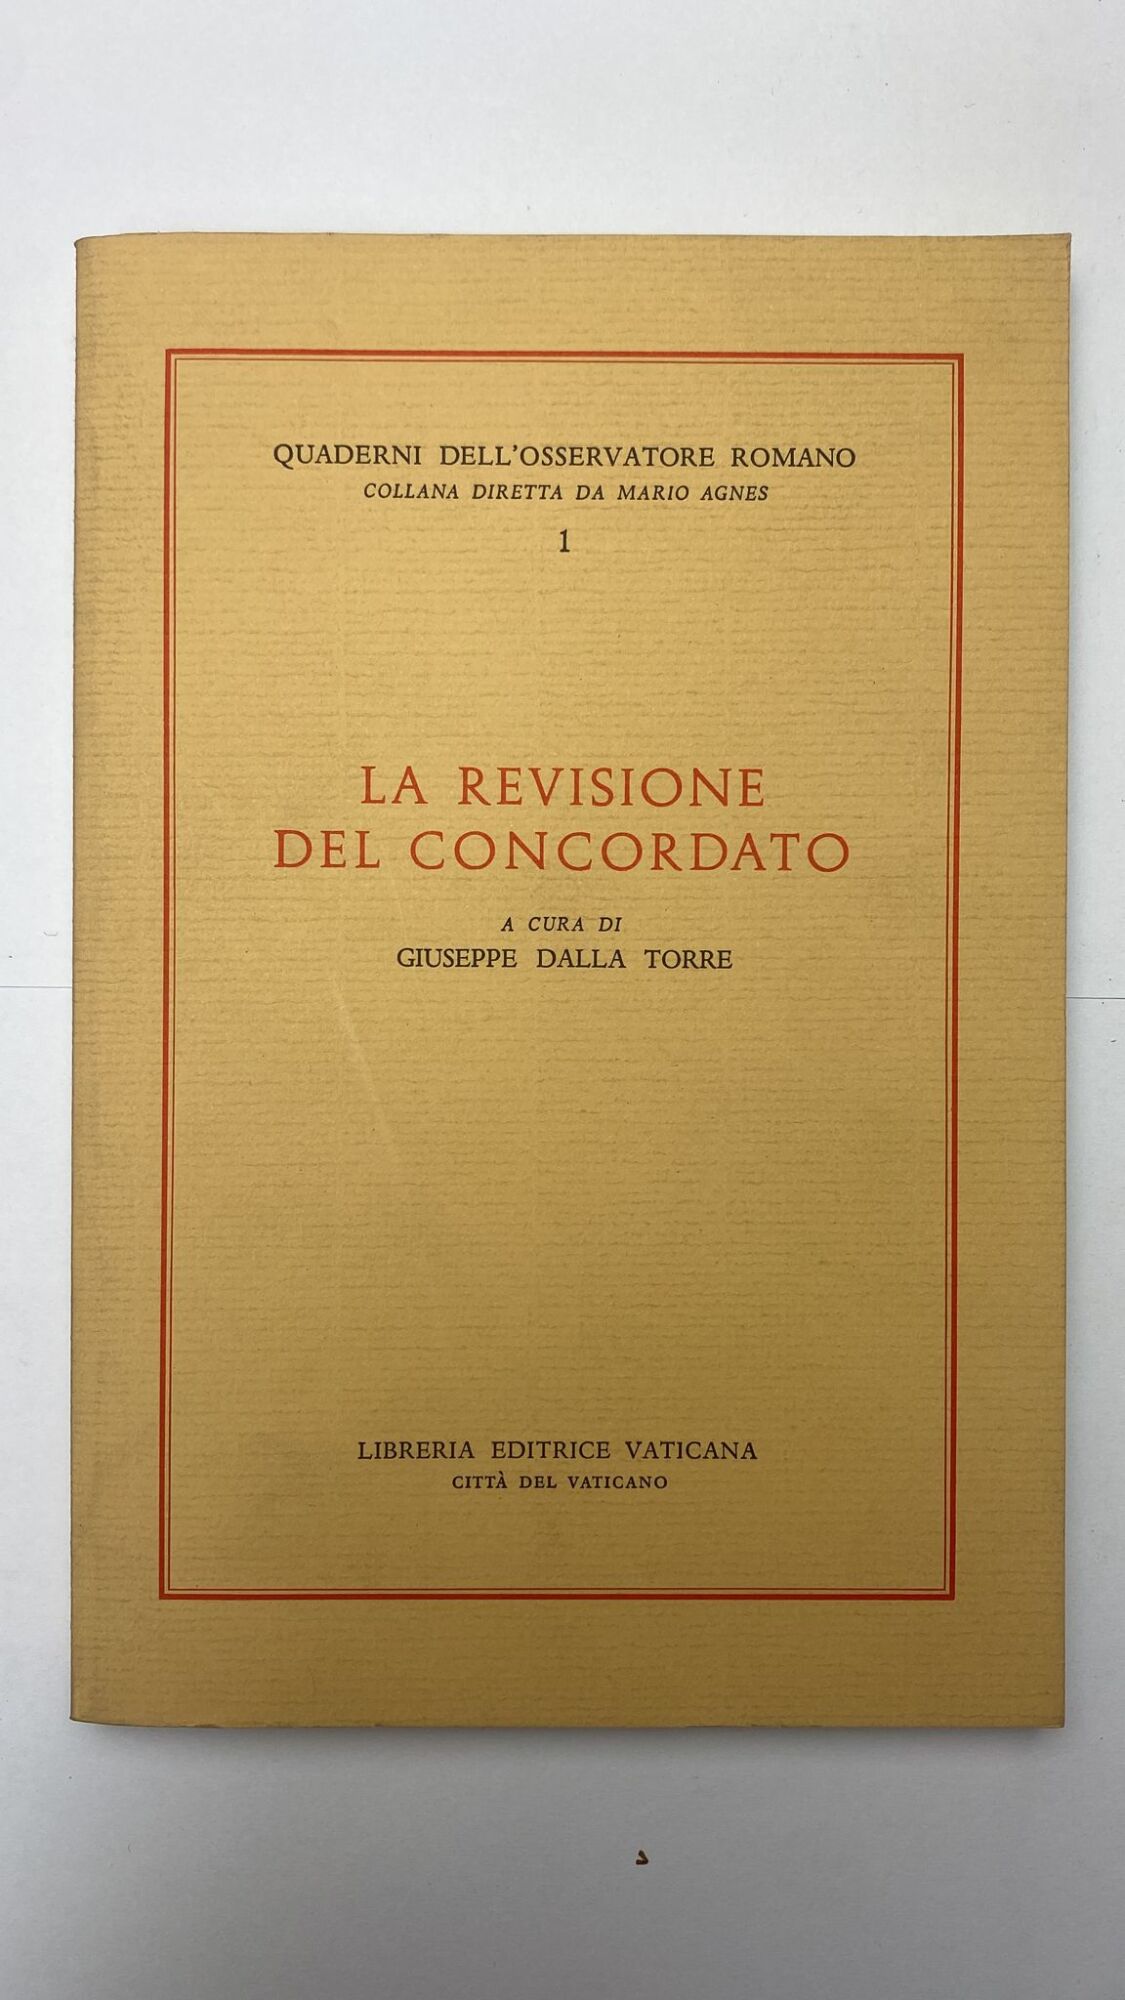 QUADERNI DELL'OSSERVATORE ROMANO
COLLANA DIRETTA DA MARIO AGNES
1
LA REVISIONE
DEL CONCORDATO
A CURA DI
GIUSEPPE DALLA TORRE
LIBRERIA EDITRICE VATICANA
CITTÀ DEL VATICANO